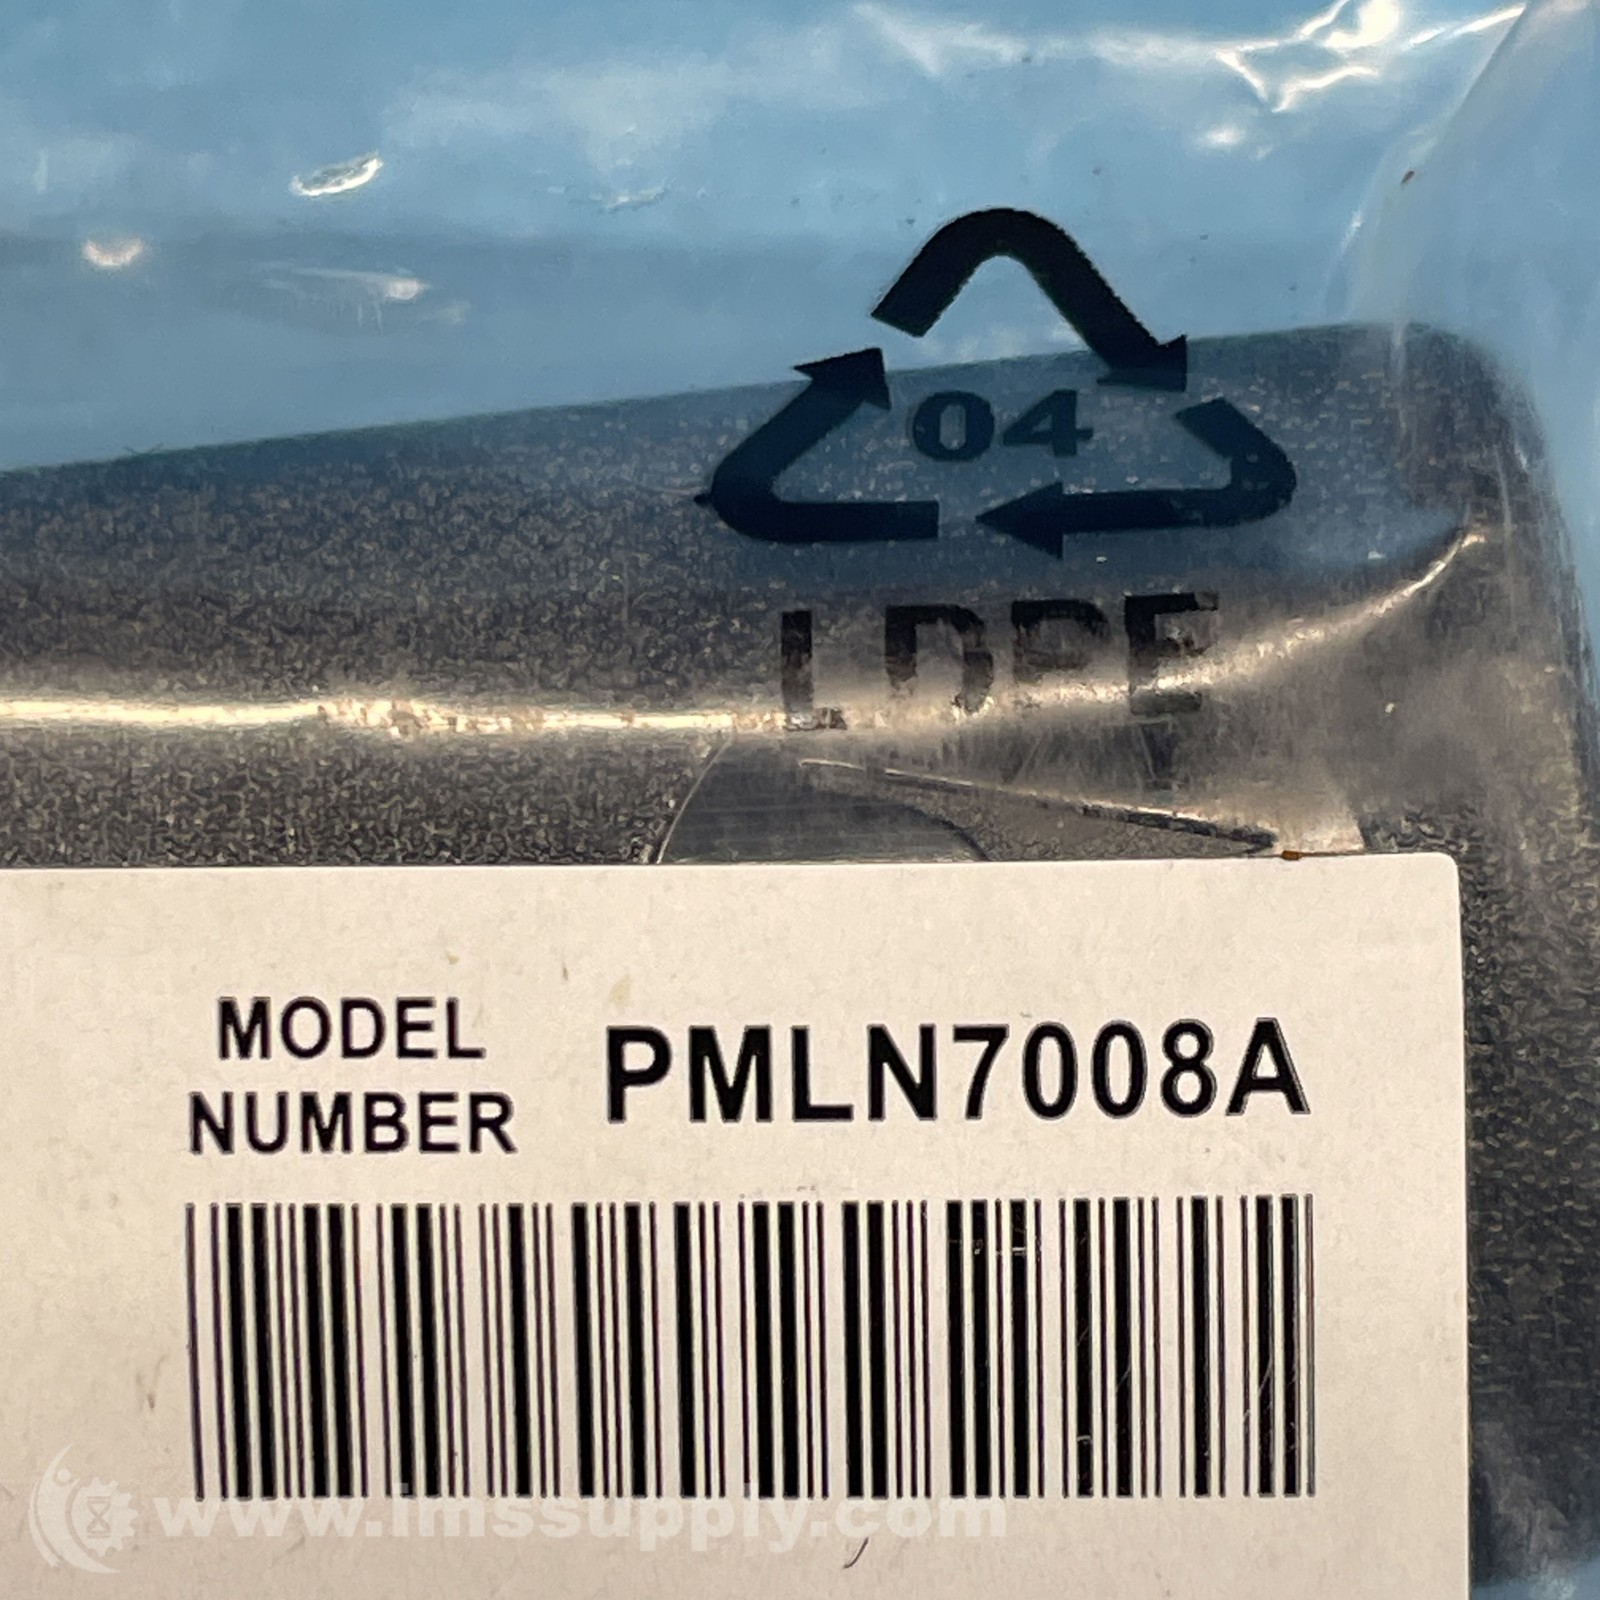 04
LDPE
MODEL
NUMBER
PMLN7008A
www.imssupply.com